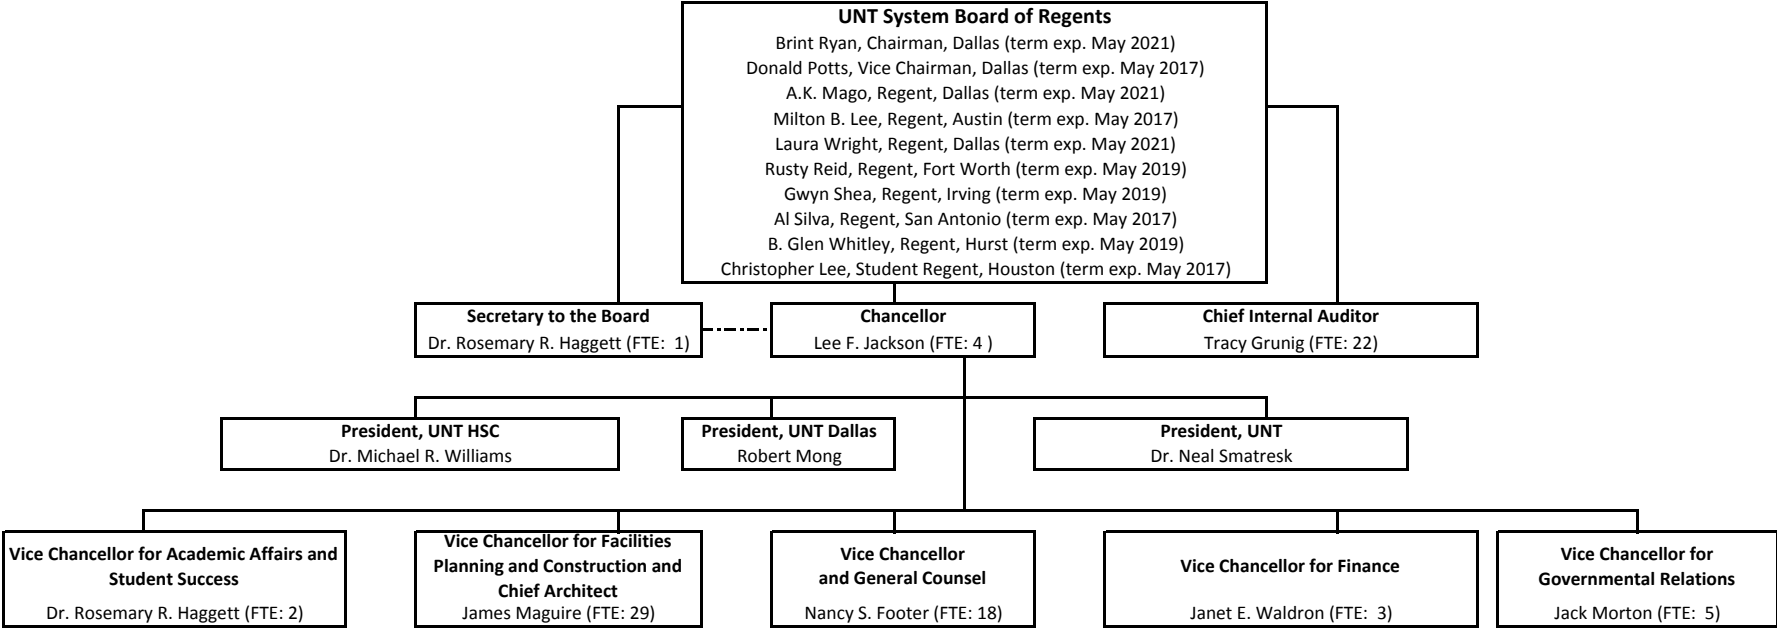 UNT System Board of Regents
Brint Ryan, Chairman, Dallas (term exp. May 2021)
Donald Potts, Vice Chairman, Dallas (term exp. May 2017)
A.K. Mago, Regent, Dallas (term exp. May 2021)
Milton B. Lee, Regent, Austin (term exp. May 2017)
Laura Wright, Regent, Dallas (term exp. May 2021)
Rusty Reid, Regent, Fort Worth (term exp. May 2019)
Gwyn Shea, Regent, Irving (term exp. May 2019)
Al Silva, Regent, San Antonio (term exp. May 2017)
B. Glen Whitley, Regent, Hurst (term exp. May 2019)
Christopher Lee, Student Regent, Houston (term exp. May 2017)
Secretary to the Board
Dr. Rosemary R. Haggett (FTE:  1)
Chancellor
Lee F. Jackson (FTE: 4 )
Chief Internal Auditor
Tracy Grunig (FTE: 22)
President, UNT HSC
Dr. Michael R. Williams
President, UNT Dallas
Robert Mong
President, UNT
Dr. Neal Smatresk
Vice Chancellor for Academic Affairs and
Student Success
Dr. Rosemary R. Haggett (FTE: 2)
Vice Chancellor for Facilities
Planning and Construction and
Chief Architect
James Maguire (FTE: 29)
Vice Chancellor
and General Counsel
Nancy S. Footer (FTE: 18)
Vice Chancellor for Finance
Janet E. Waldron (FTE:  3)
Vice Chancellor for
Governmental Relations
Jack Morton (FTE:  5)